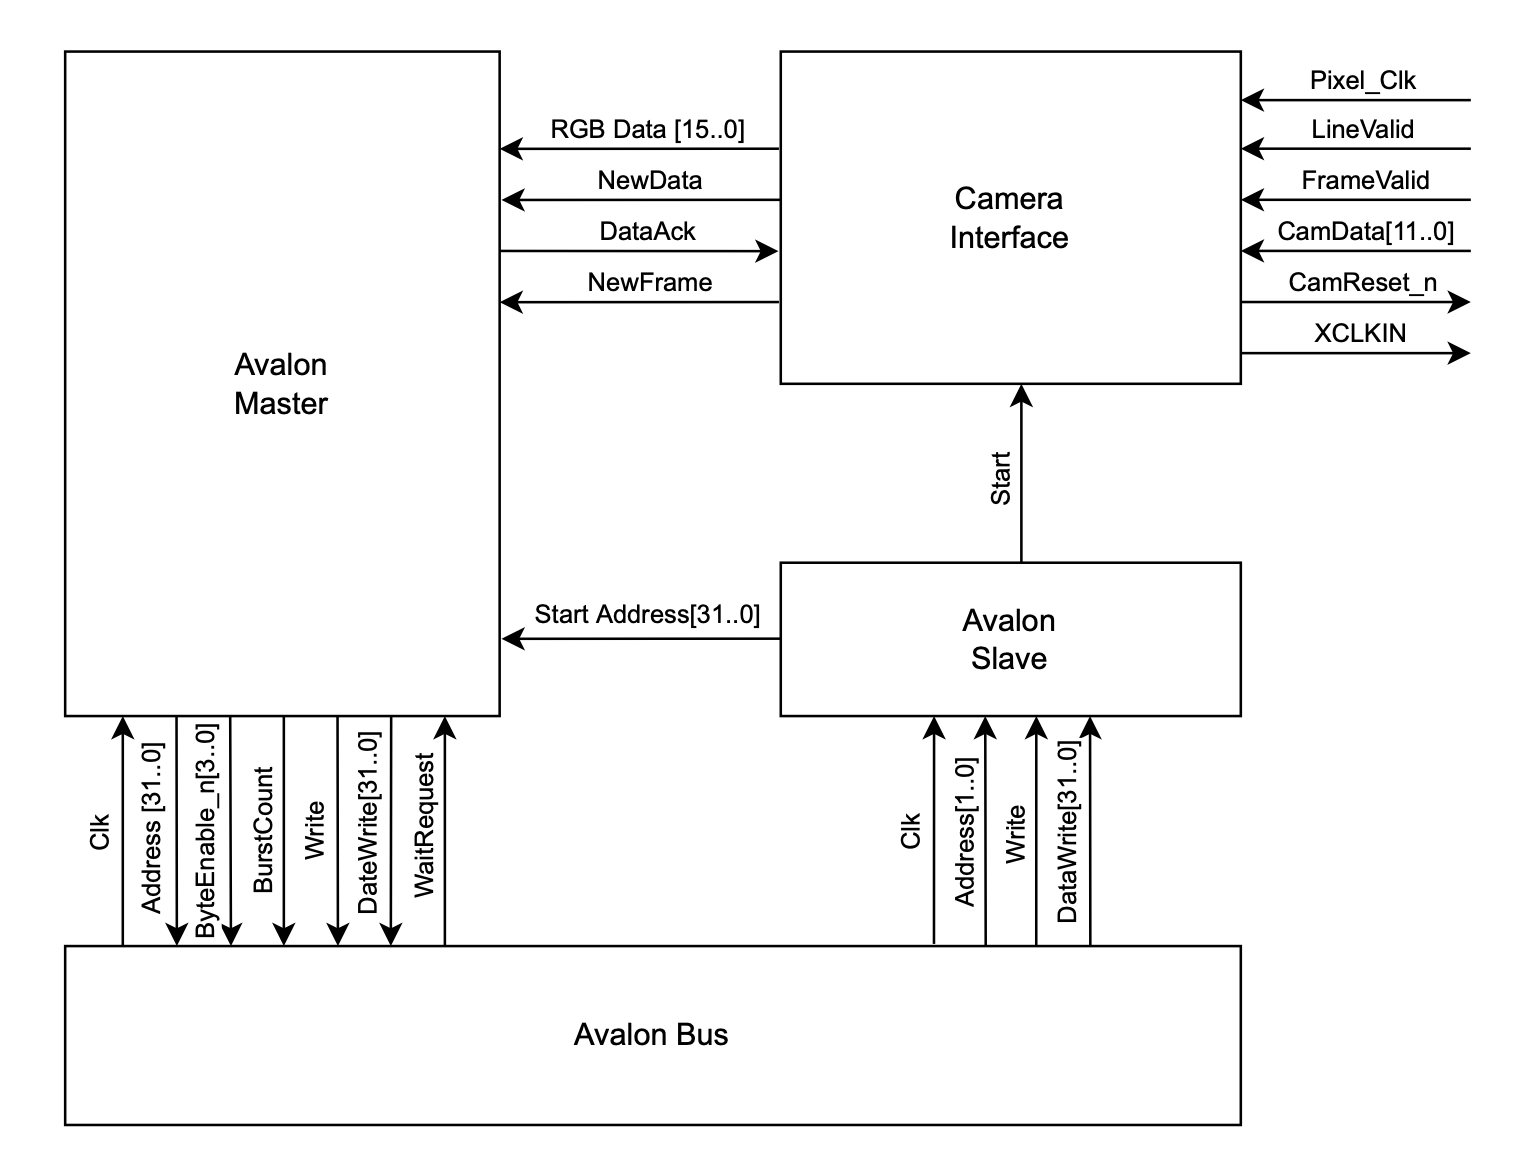 Pixel_Clk
RGB Data [15..0]
LineValid
NewData
FrameValid
Camera
Interface
DataAck
CamData[11..0]
NewFrame
CamReset_n
XCLKIN
Avalon
Master
Start
Start Address[31..0]
Avalon
Slave
Clk
Address [31..0]
ByteEnable_n[3..0]
BurstCount
Write
DateWrite[31..0]
WaitRequest
Clk
Address[1..0]
Write
DataWrite[31..0]
Avalon Bus